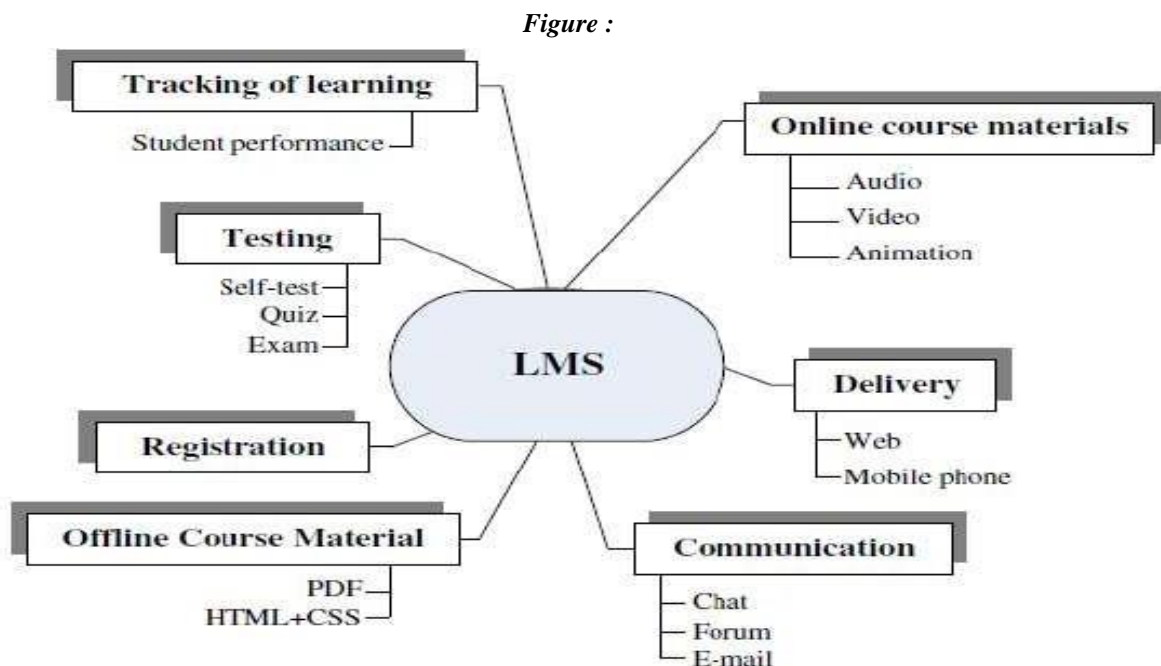 Figure :
Tracking of learning
Student performance
Testing
Self-test
Quiz
Exam
Registration
Offline Course Material
PDF
HTML+CSS
LMS
Online course materials
Audio
Video
Animation
Delivery
Web
Mobile phone
Communication
Chat
Forum
E-mail